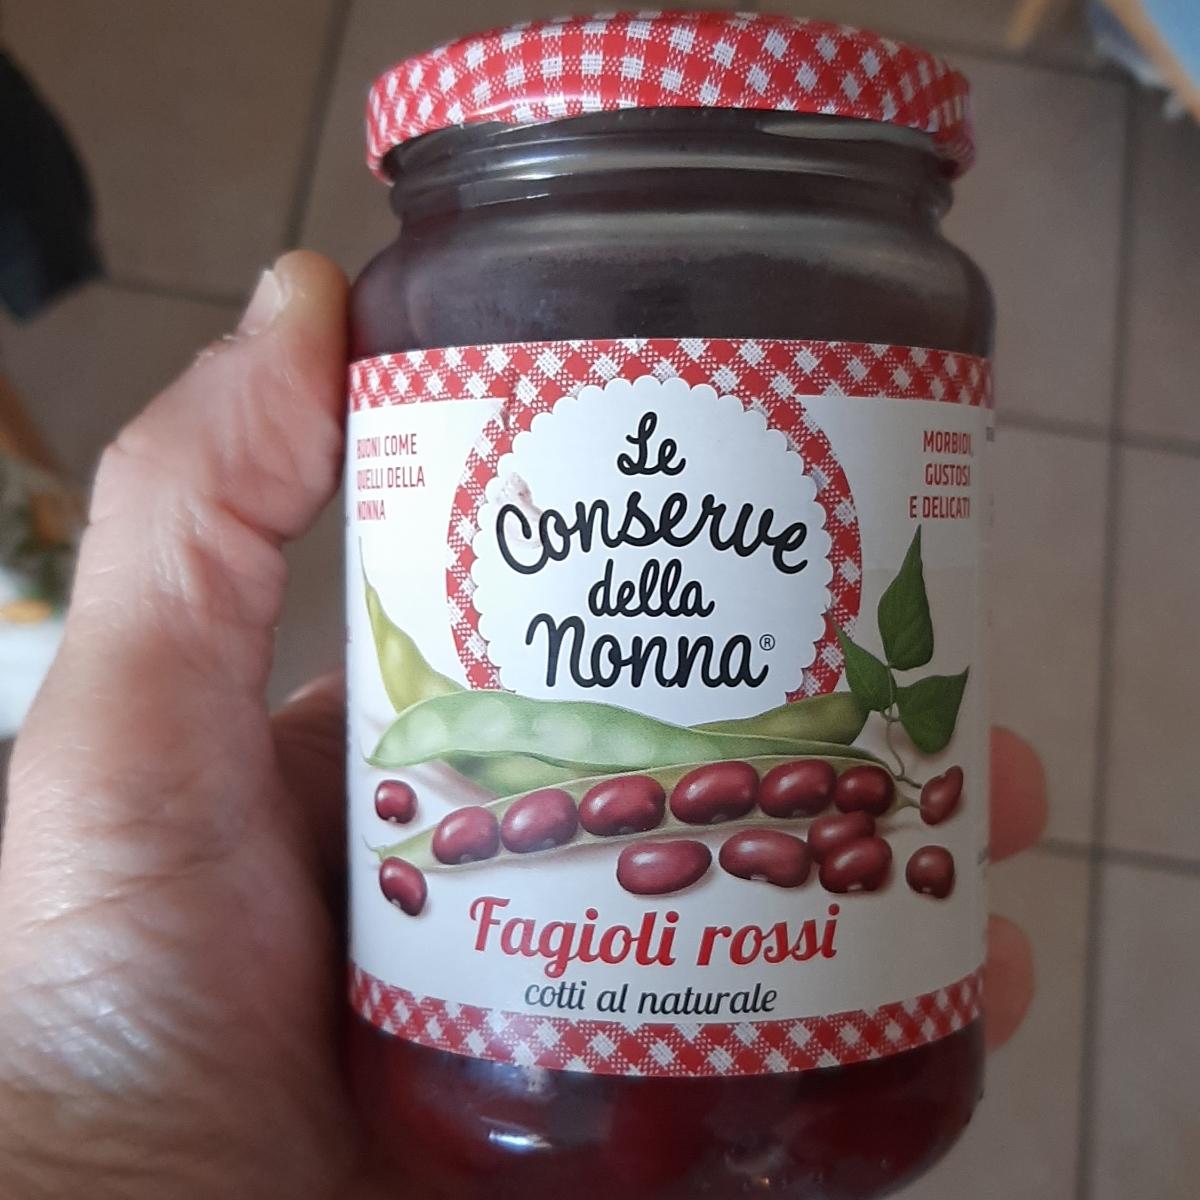 Le
Conserve
della
Nonna®
BUONI COME
QUELLI DELLA
NONNA
MORBIDI,
GUSTOSI
E DELICATI
Fagioli rossi
cotti al naturale